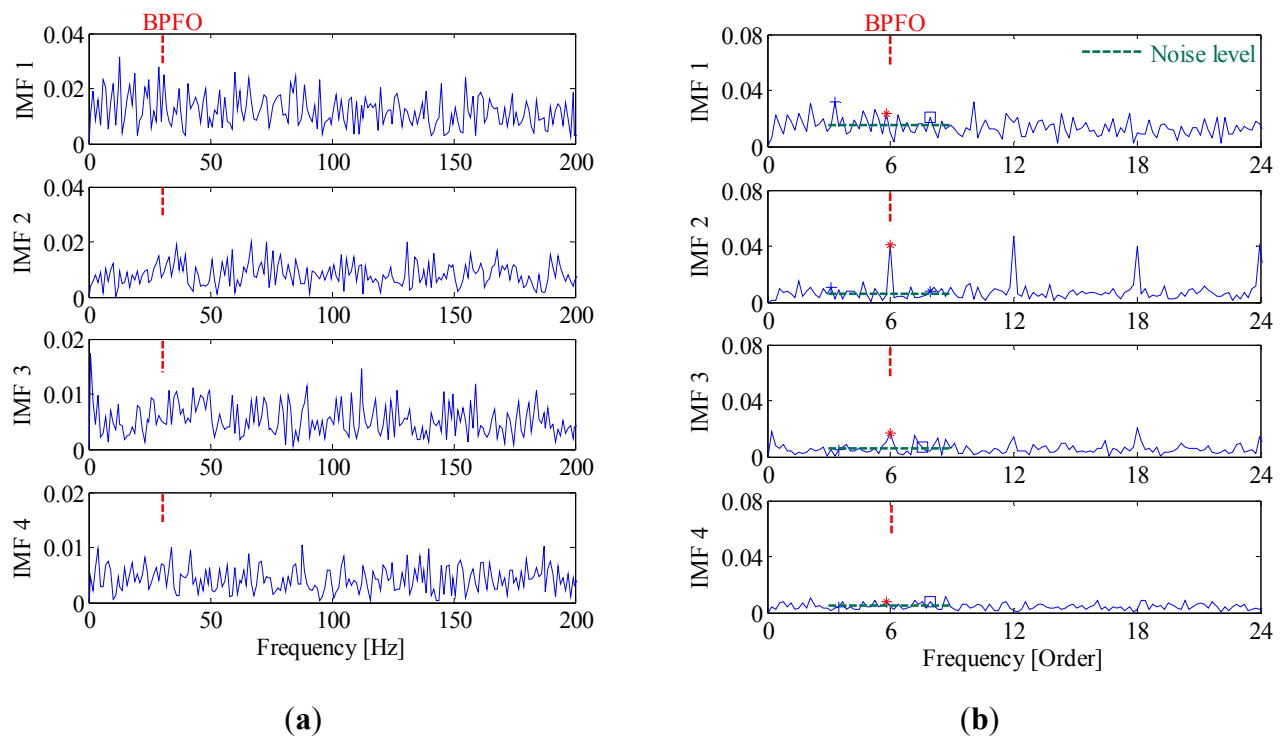 BPFO
0.04
0.02
0
IMF 1
0 50 100 150 200
0.04
0.02
0
IMF 2
0 50 100 150 200
0.02
0.01
0
IMF 3
0 50 100 150 200
0.02
0.01
0
IMF 4
0 50 100 150 200
Frequency [Hz]
(a)
BPFO
Noise level
0.08
0.04
0
IMF 1
0 6 12 18 24
0.08
0.04
0
IMF 2
0 6 12 18 24
0.08
0.04
0
IMF 3
0 6 12 18 24
0.08
0.04
0
IMF 4
0 6 12 18 24
Frequency [Order]
(b)